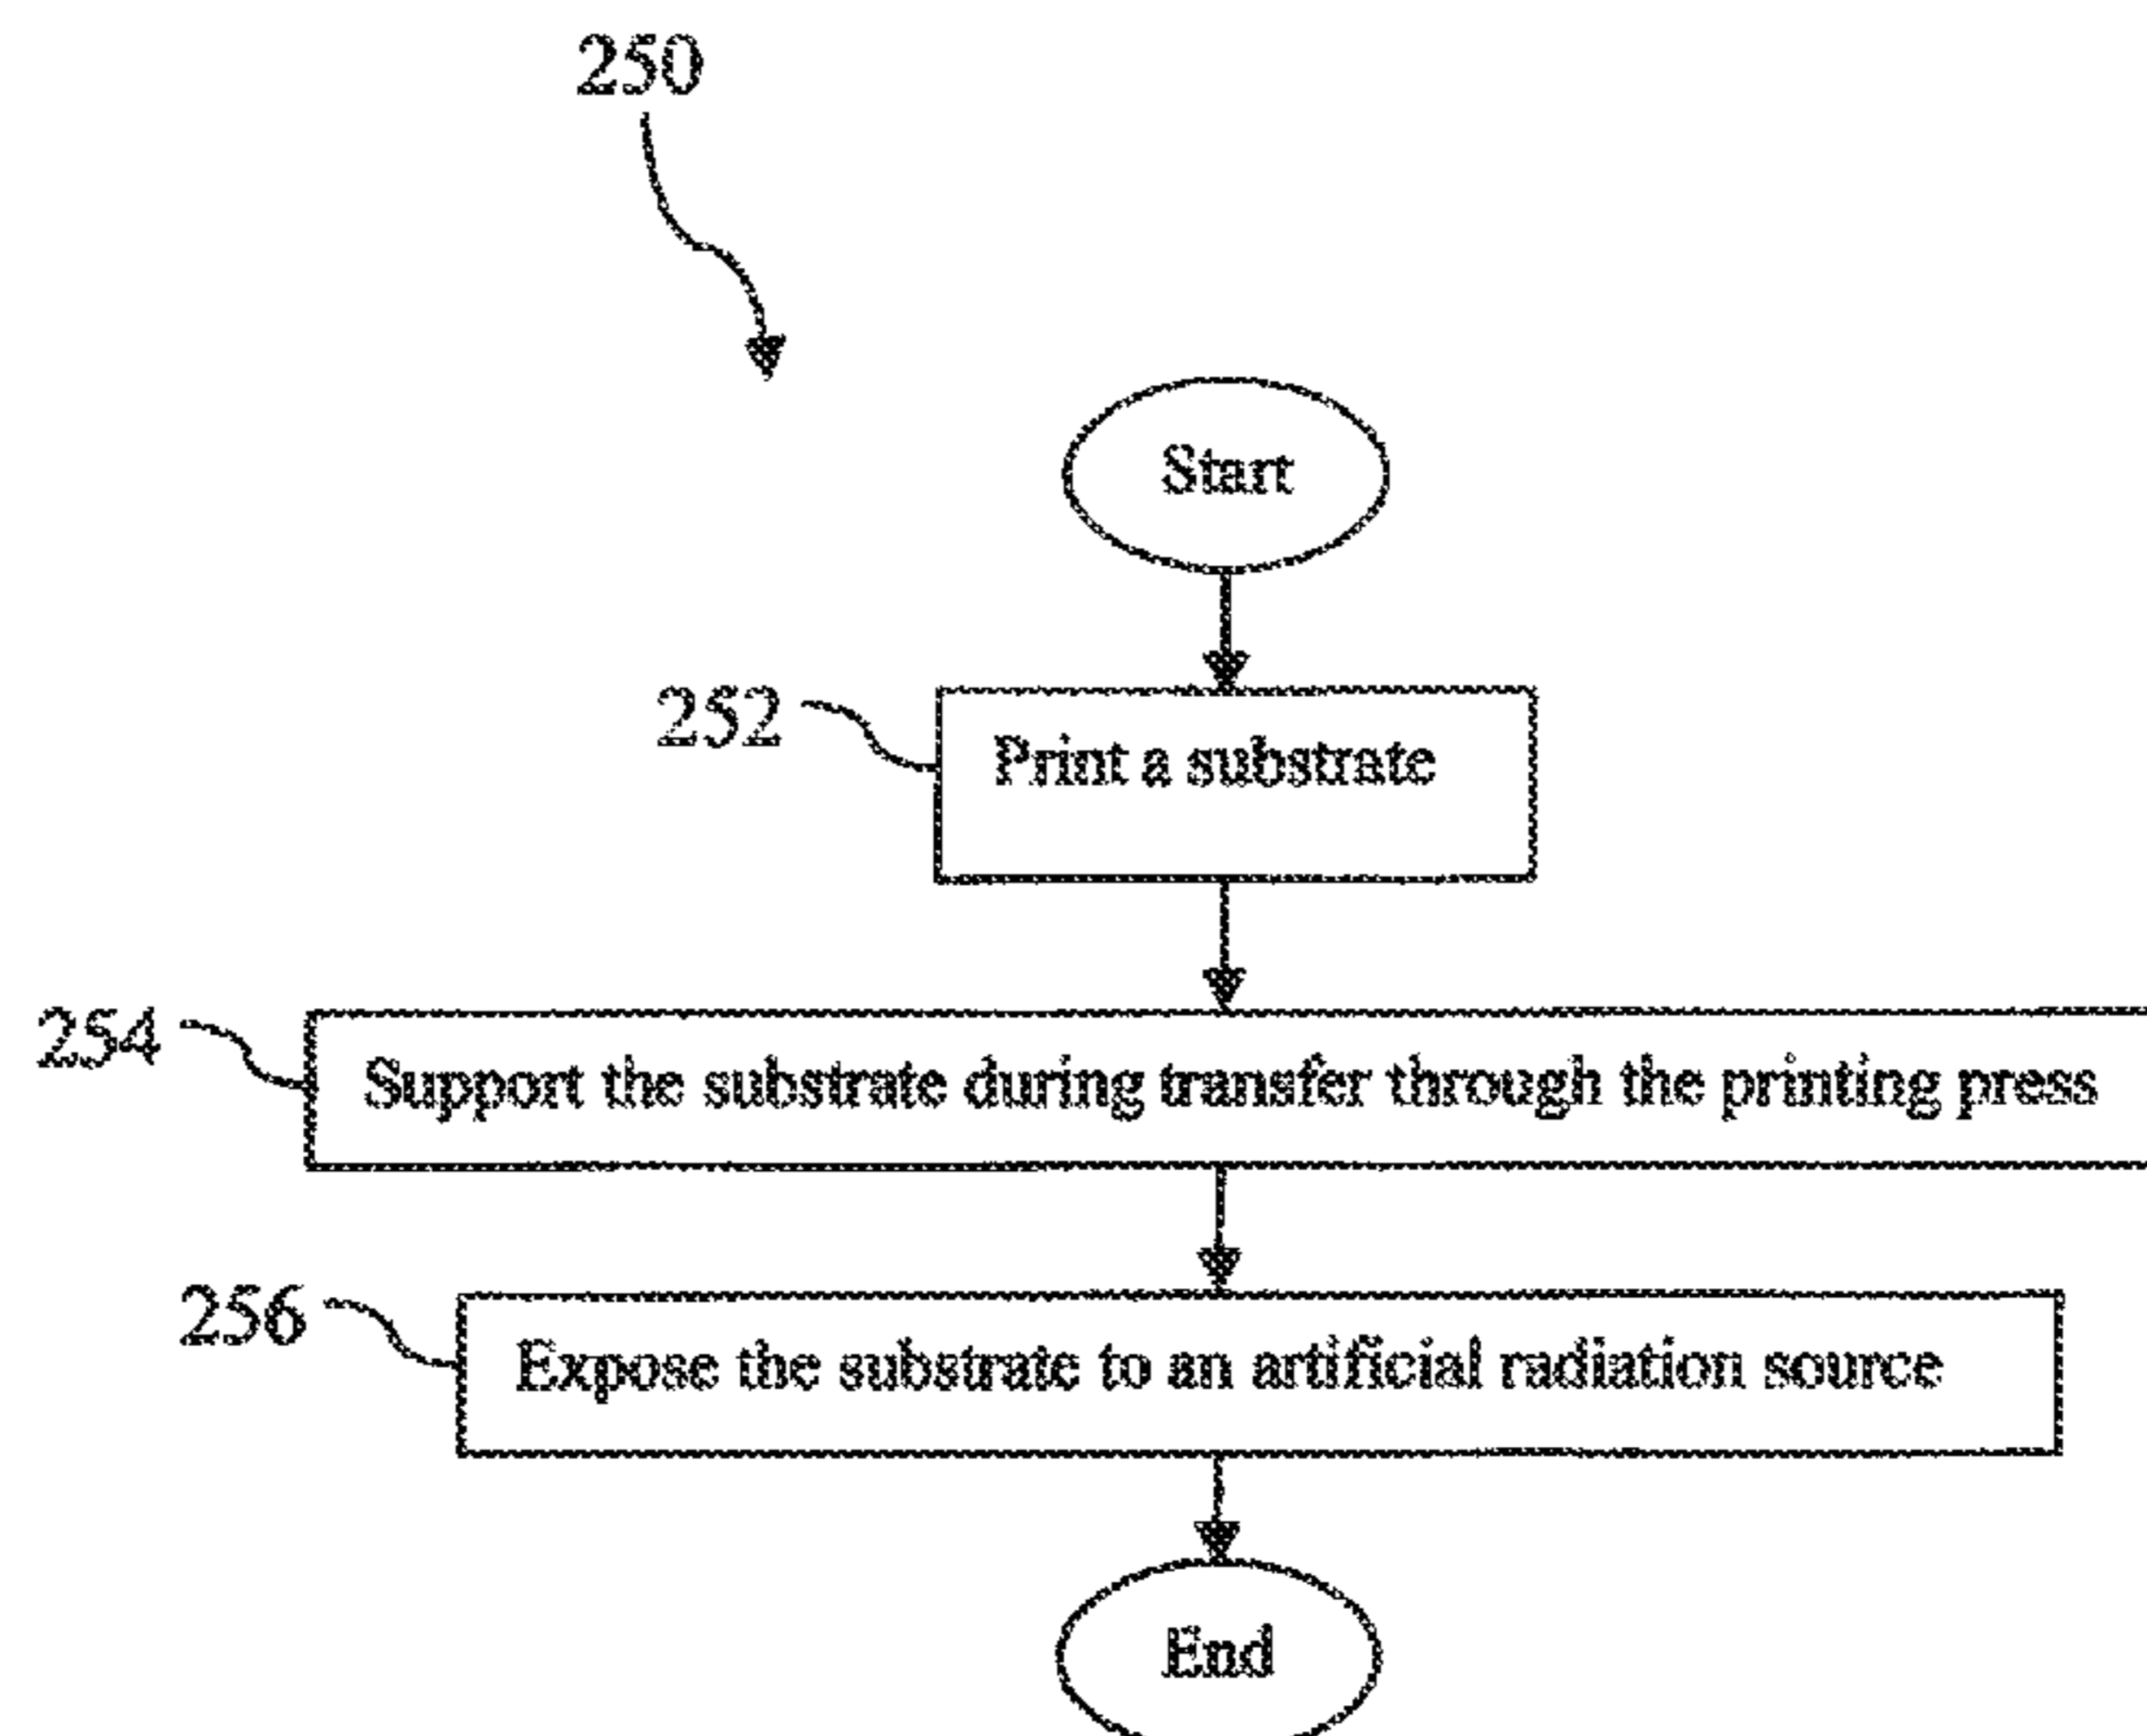 250
Start
252
Print a substrate
254
Support the substrate during transfer through the printing press
256
Expose the substrate to an artificial radiation source
End